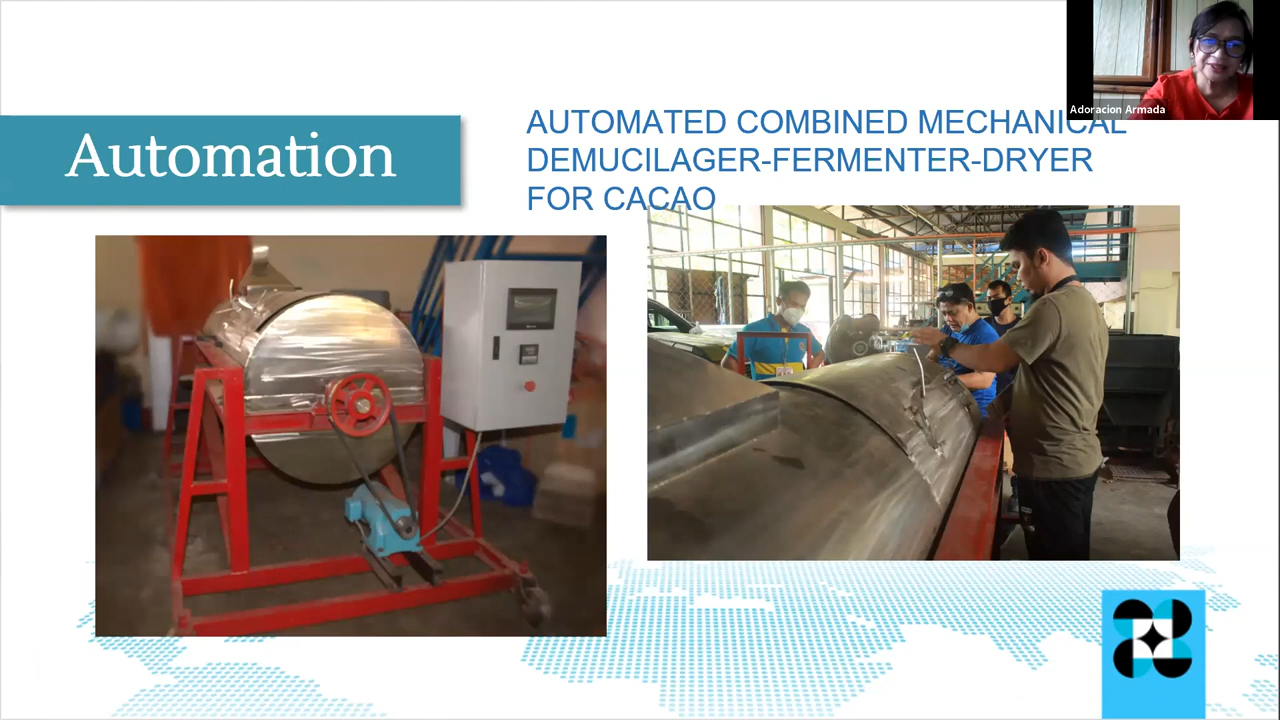 Adoracion Armada
Automation
AUTOMATED COMBINED MECHANICAL
DEMUCILAGER-FERMENTER-DRYER
FOR CACAO